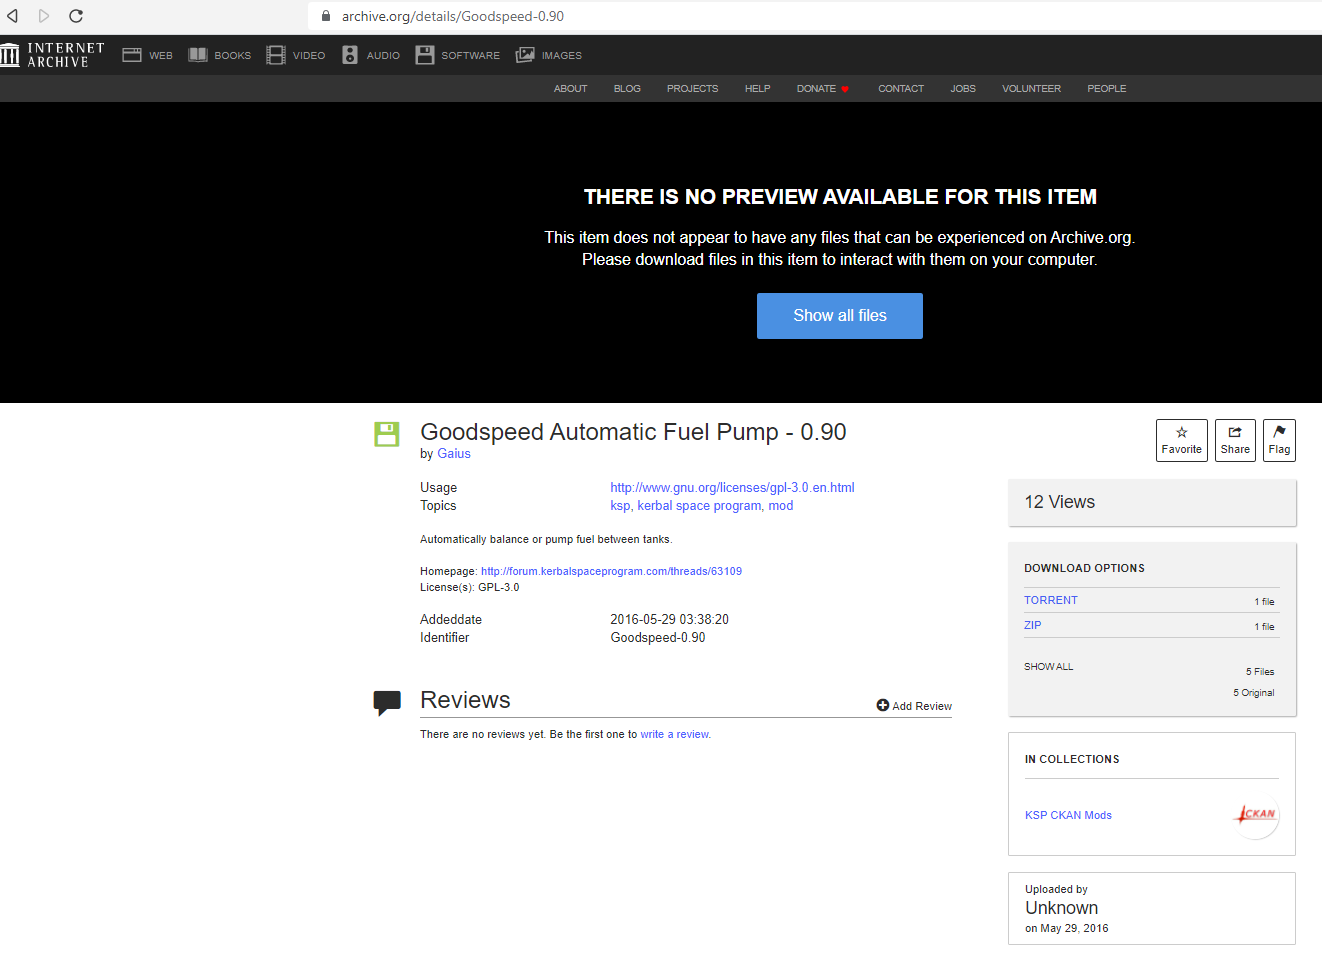 archive.org/details/Goodspeed-0.90
INTERNET ARCHIVE
WEB BOOKS VIDEO AUDIO SOFTWARE IMAGES
ABOUT BLOG PROJECTS HELP DONATE CONTACT JOBS VOLUNTEER PEOPLE
THERE IS NO PREVIEW AVAILABLE FOR THIS ITEM
This item does not appear to have any files that can be experienced on Archive.org.
Please download files in this item to interact with them on your computer.
Show all files
Goodspeed Automatic Fuel Pump - 0.90
by Gaius
Usage http://www.gnu.org/licenses/gpl-3.0.en.html
Topics ksp, kerbal space program, mod
Automatically balance or pump fuel between tanks.
Homepage: http://forum.kerbalspaceprogram.com/threads/63109
License(s): GPL-3.0
Addeddate 2016-05-29 03:38:20
Identifier Goodspeed-0.90
Reviews
Add Review
There are no reviews yet. Be the first one to write a review.
Favorite Share Flag
12 Views
DOWNLOAD OPTIONS
TORRENT 1 file
ZIP 1 file
SHOW ALL 5 Files
5 Original
IN COLLECTIONS
KSP CKAN Mods
CKAN
Uploaded by
Unknown
on May 29, 2016